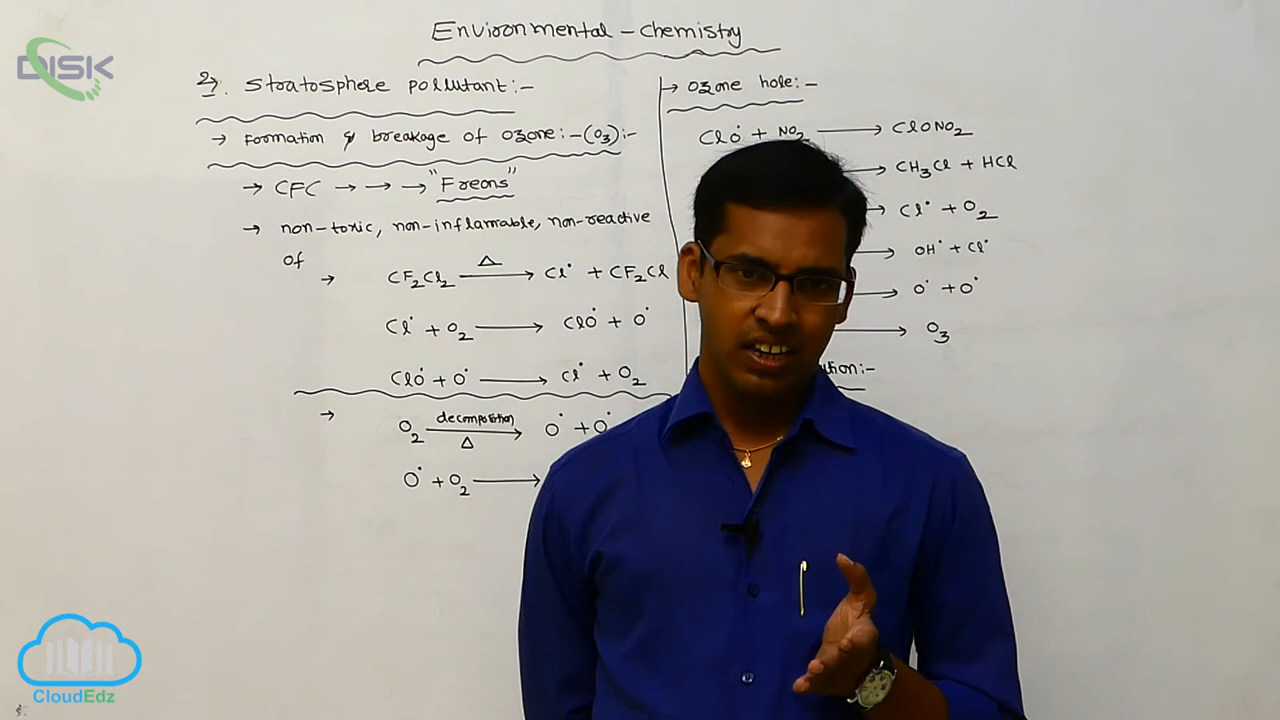 DISK
Environmental - chemistry
2). Stratosphere pollutant:-
→ Formation & breakage of Ozone:-(O3):-
→ CFC → → → "Freons"
→ non-toxic, non-inflamable, non-reactive
of
→ CF2Cl2 —Δ→ Cl• + CF2Cl
Cl• + O2 → ClO• + O•
ClO• + O• → Cl• + O2
→ O2 —decomposition Δ→ O• + O•
O• + O2 →
→ Ozone hole:-
ClO• + NO2 → ClONO2
→ CH3Cl + HCl
→ Cl• + O2
→ OH• + Cl•
→ O• + O•
→ O3
ution:-
CloudEdz